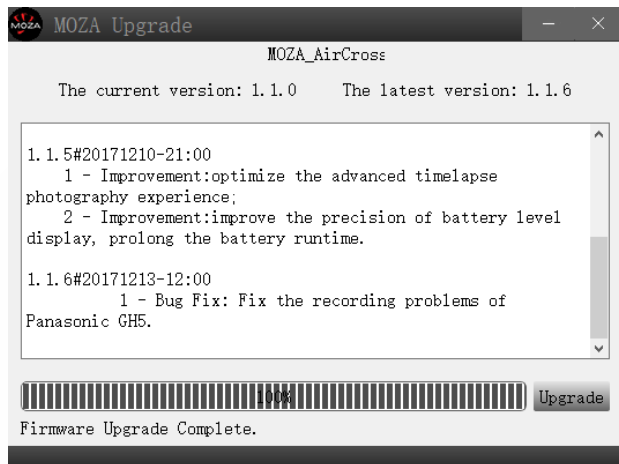 MOZA MOZA Upgrade
MOZA_AirCross
The current version: 1.1.0 The latest version: 1.1.6
1.1.5#20171210-21:00
1 - Improvement:optimize the advanced timelapse
photography experience;
2 - Improvement:improve the precision of battery level
display, prolong the battery runtime.
1.1.6#20171213-12:00
1 - Bug Fix: Fix the recording problems of
Panasonic GH5.
100% Upgrade
Firmware Upgrade Complete.